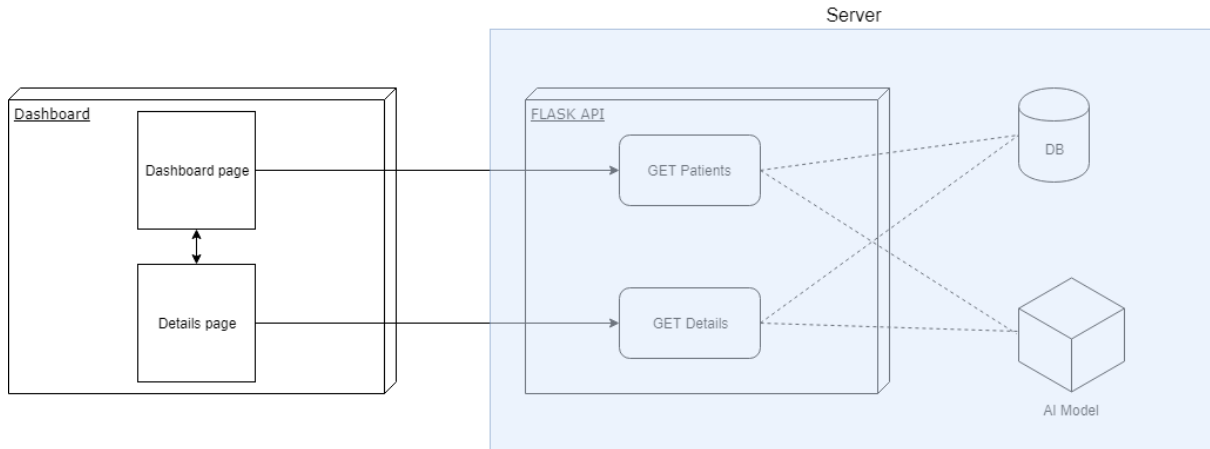 Server
Dashboard
FLASK API
Dashboard page
GET Patients
DB
Details page
GET Details
AI Model